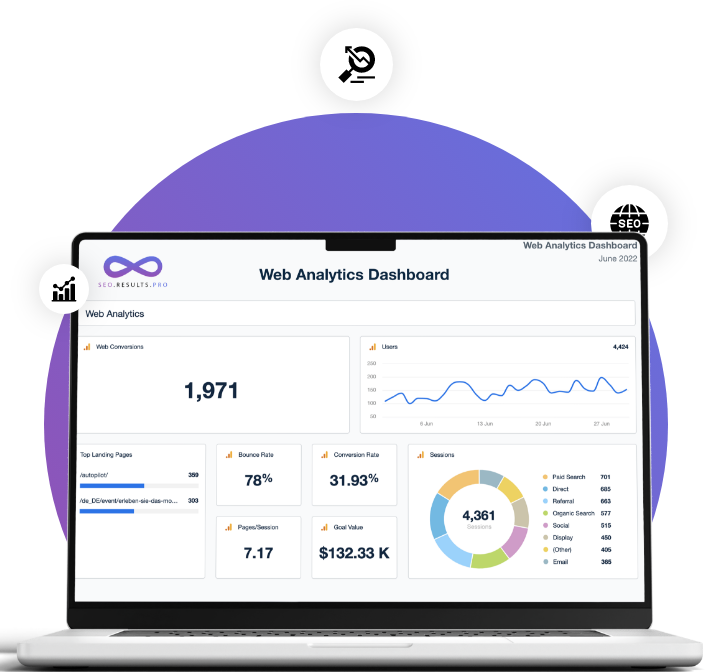 SEO
Web Analytics Dashboard
June 2022
SEO.RESULTS.PRO
Web Analytics Dashboard
Web Analytics
Web Conversions
1,971
Users
4,424
250
200
150
100
50
6 Jun
13 Jun
20 Jun
27 Jun
Top Landing Pages
/autopilot/ 359
/de_DE/event/erleben-sie-das-mo... 303
Bounce Rate
78%
Conversion Rate
31.93%
Pages/Session
7.17
Goal Value
$132.33 K
Sessions
4,361
Sessions
Paid Search 701
Direct 685
Referral 663
Organic Search 577
Social 515
Display 450
(Other) 405
Email 365